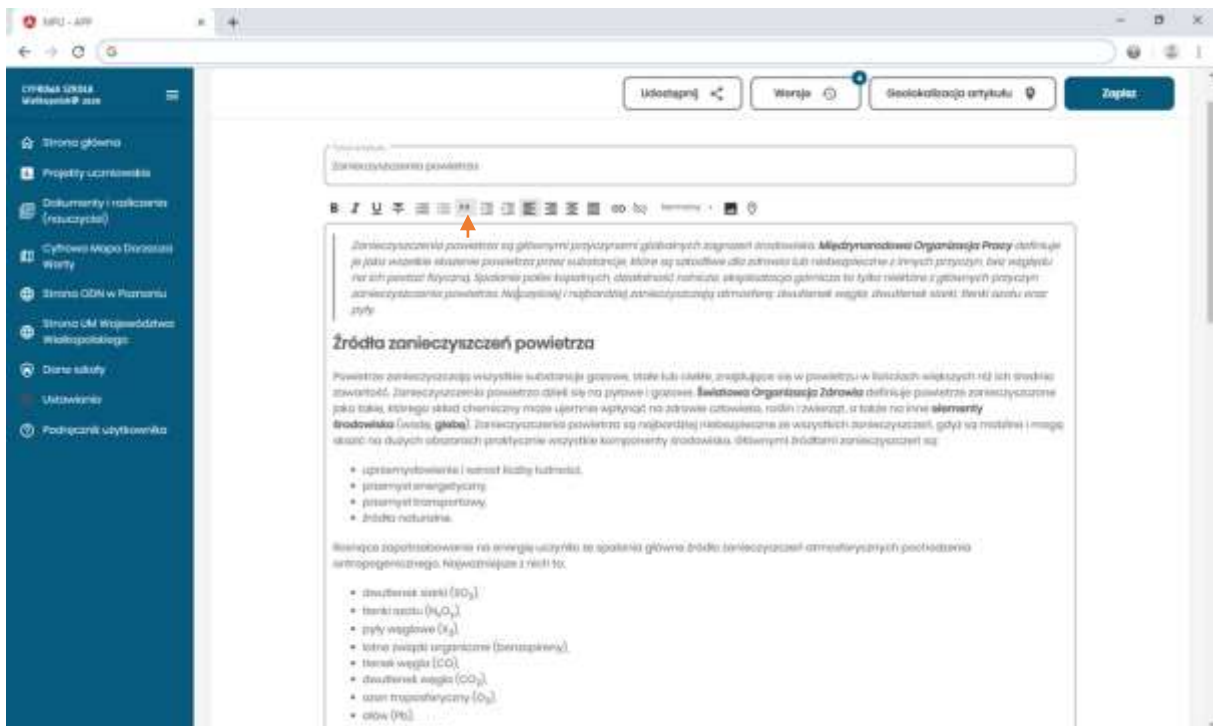 MPU - APP
CYFROWA SZKOŁA
Wielkopolsk@ 2020
Udostępnij
Wersje
4
Geolokalizacja artykułu
Zapisz
Strona główna
Projekty uczniowskie
Dokumenty i rozliczenia
(nauczyciel)
Cyfrowa Mapa Dorzecza
Warty
Strona ODN w Poznaniu
Strona UM Województwa
Wielkopolskiego
Dane szkoły
Ustawienia
Podręcznik użytkownika
Zanieczyszczenia powietrza
B I U
Zanieczyszczenia powietrza są głównymi przyczynami globalnych zagrożeń środowiska. Międzynarodowa Organizacja Pracy definiuje
je jako wszelkie skażenie powietrza przez substancje, które są szkodliwe dla zdrowia lub niebezpieczne z innych przyczyn, bez względu
na ich postać fizyczną. Spalanie paliw kopalnych, działalność rolnicza, eksploatacja górnicza to tylko niektóre z głównych przyczyn
zanieczyszczenia powietrza. Najczęściej i najbardziej zanieczyszczają atmosferę: dwutlenek węgla, dwutlenek siarki, tlenki azotu oraz
pyły.
Źródła zanieczyszczeń powietrza
Powietrze zanieczyszczają wszystkie substancje gazowe, stałe lub ciekłe, znajdujące się w powietrzu w ilościach większych niż ich średnia
zawartość. Zanieczyszczenia powietrza dzieli się na pyłowe i gazowe. Światowa Organizacja Zdrowia definiuje powietrze zanieczyszczone
jako takie, którego skład chemiczny może ujemnie wpłynąć na zdrowie człowieka, roślin i zwierząt, a także na inne elementy
środowiska (wodę, glebę). Zanieczyszczenia powietrza są najbardziej niebezpieczne ze wszystkich zanieczyszczeń, gdyż są mobilne i mogą
skazić na dużych obszarach praktycznie wszystkie komponenty środowiska. Głównymi źródłami zanieczyszczeń są:
• uprzemysłowienie i wzrost liczby ludności,
• przemysł energetyczny,
• przemysł transportowy,
• źródła naturalne.
Rosnące zapotrzebowanie na energię uczyniło ze spalania główne źródło zanieczyszczeń atmosferycznych pochodzenia
antropogenicznego. Najważniejsze z nich to:
• dwutlenek siarki (SO₂),
• tlenki azotu (NₓOᵧ),
• pyły węglowe (X₂),
• lotne związki organiczne (benzopireny),
• tlenek węgla (CO),
• dwutlenek węgla (CO₂),
• ozon troposferyczny (O₃),
• ołów (Pb),